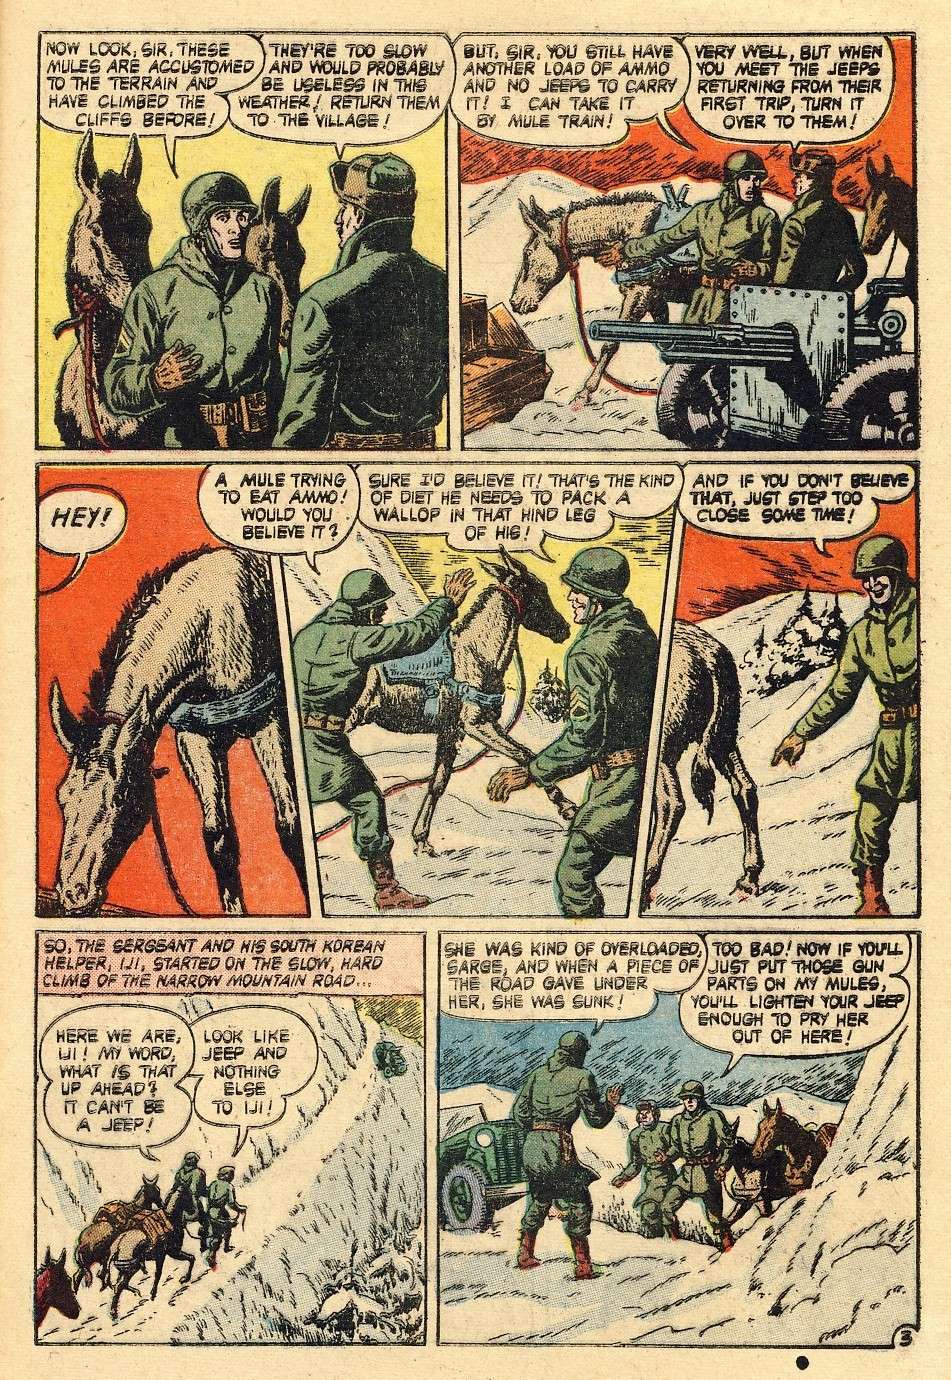 NOW LOOK, SIR, THESE
MULES ARE ACCUSTOMED
TO THE TERRAIN AND
HAVE CLIMBED THE
CLIFFS BEFORE!
THEY'RE TOO SLOW
AND WOULD PROBABLY
BE USELESS IN THIS
WEATHER! RETURN THEM
TO THE VILLAGE!
BUT, SIR, YOU STILL HAVE
ANOTHER LOAD OF AMMO
AND NO JEEPS TO CARRY
IT! I CAN TAKE IT
BY MULE TRAIN!
VERY WELL, BUT WHEN
YOU MEET THE JEEPS
RETURNING FROM THEIR
FIRST TRIP, TURN IT
OVER TO THEM!
HEY!
A MULE TRYING
TO EAT AMMO!
WOULD YOU
BELIEVE IT?
SURE I'D BELIEVE IT! THAT'S THE KIND
OF DIET HE NEEDS TO PACK A
WALLOP IN THAT HIND LEG
OF HIS!
AND IF YOU DON'T BELIEVE
THAT, JUST STEP TOO
CLOSE SOME TIME!
SO, THE SERGEANT AND HIS SOUTH KOREAN
HELPER, IJI, STARTED ON THE SLOW, HARD
CLIMB OF THE NARROW MOUNTAIN ROAD...
HERE WE ARE,
IJI! MY WORD,
WHAT IS THAT
UP AHEAD?
IT CAN'T BE
A JEEP!
LOOK LIKE
JEEP AND
NOTHING
ELSE
TO IJI!
SHE WAS KIND OF OVERLOADED,
SARGE, AND WHEN A PIECE OF
THE ROAD GAVE UNDER
HER, SHE WAS SUNK!
TOO BAD! NOW IF YOU'LL
JUST PUT THOSE GUN
PARTS ON MY MULES,
YOU'LL LIGHTEN YOUR JEEP
ENOUGH TO PRY HER
OUT OF HERE!
3